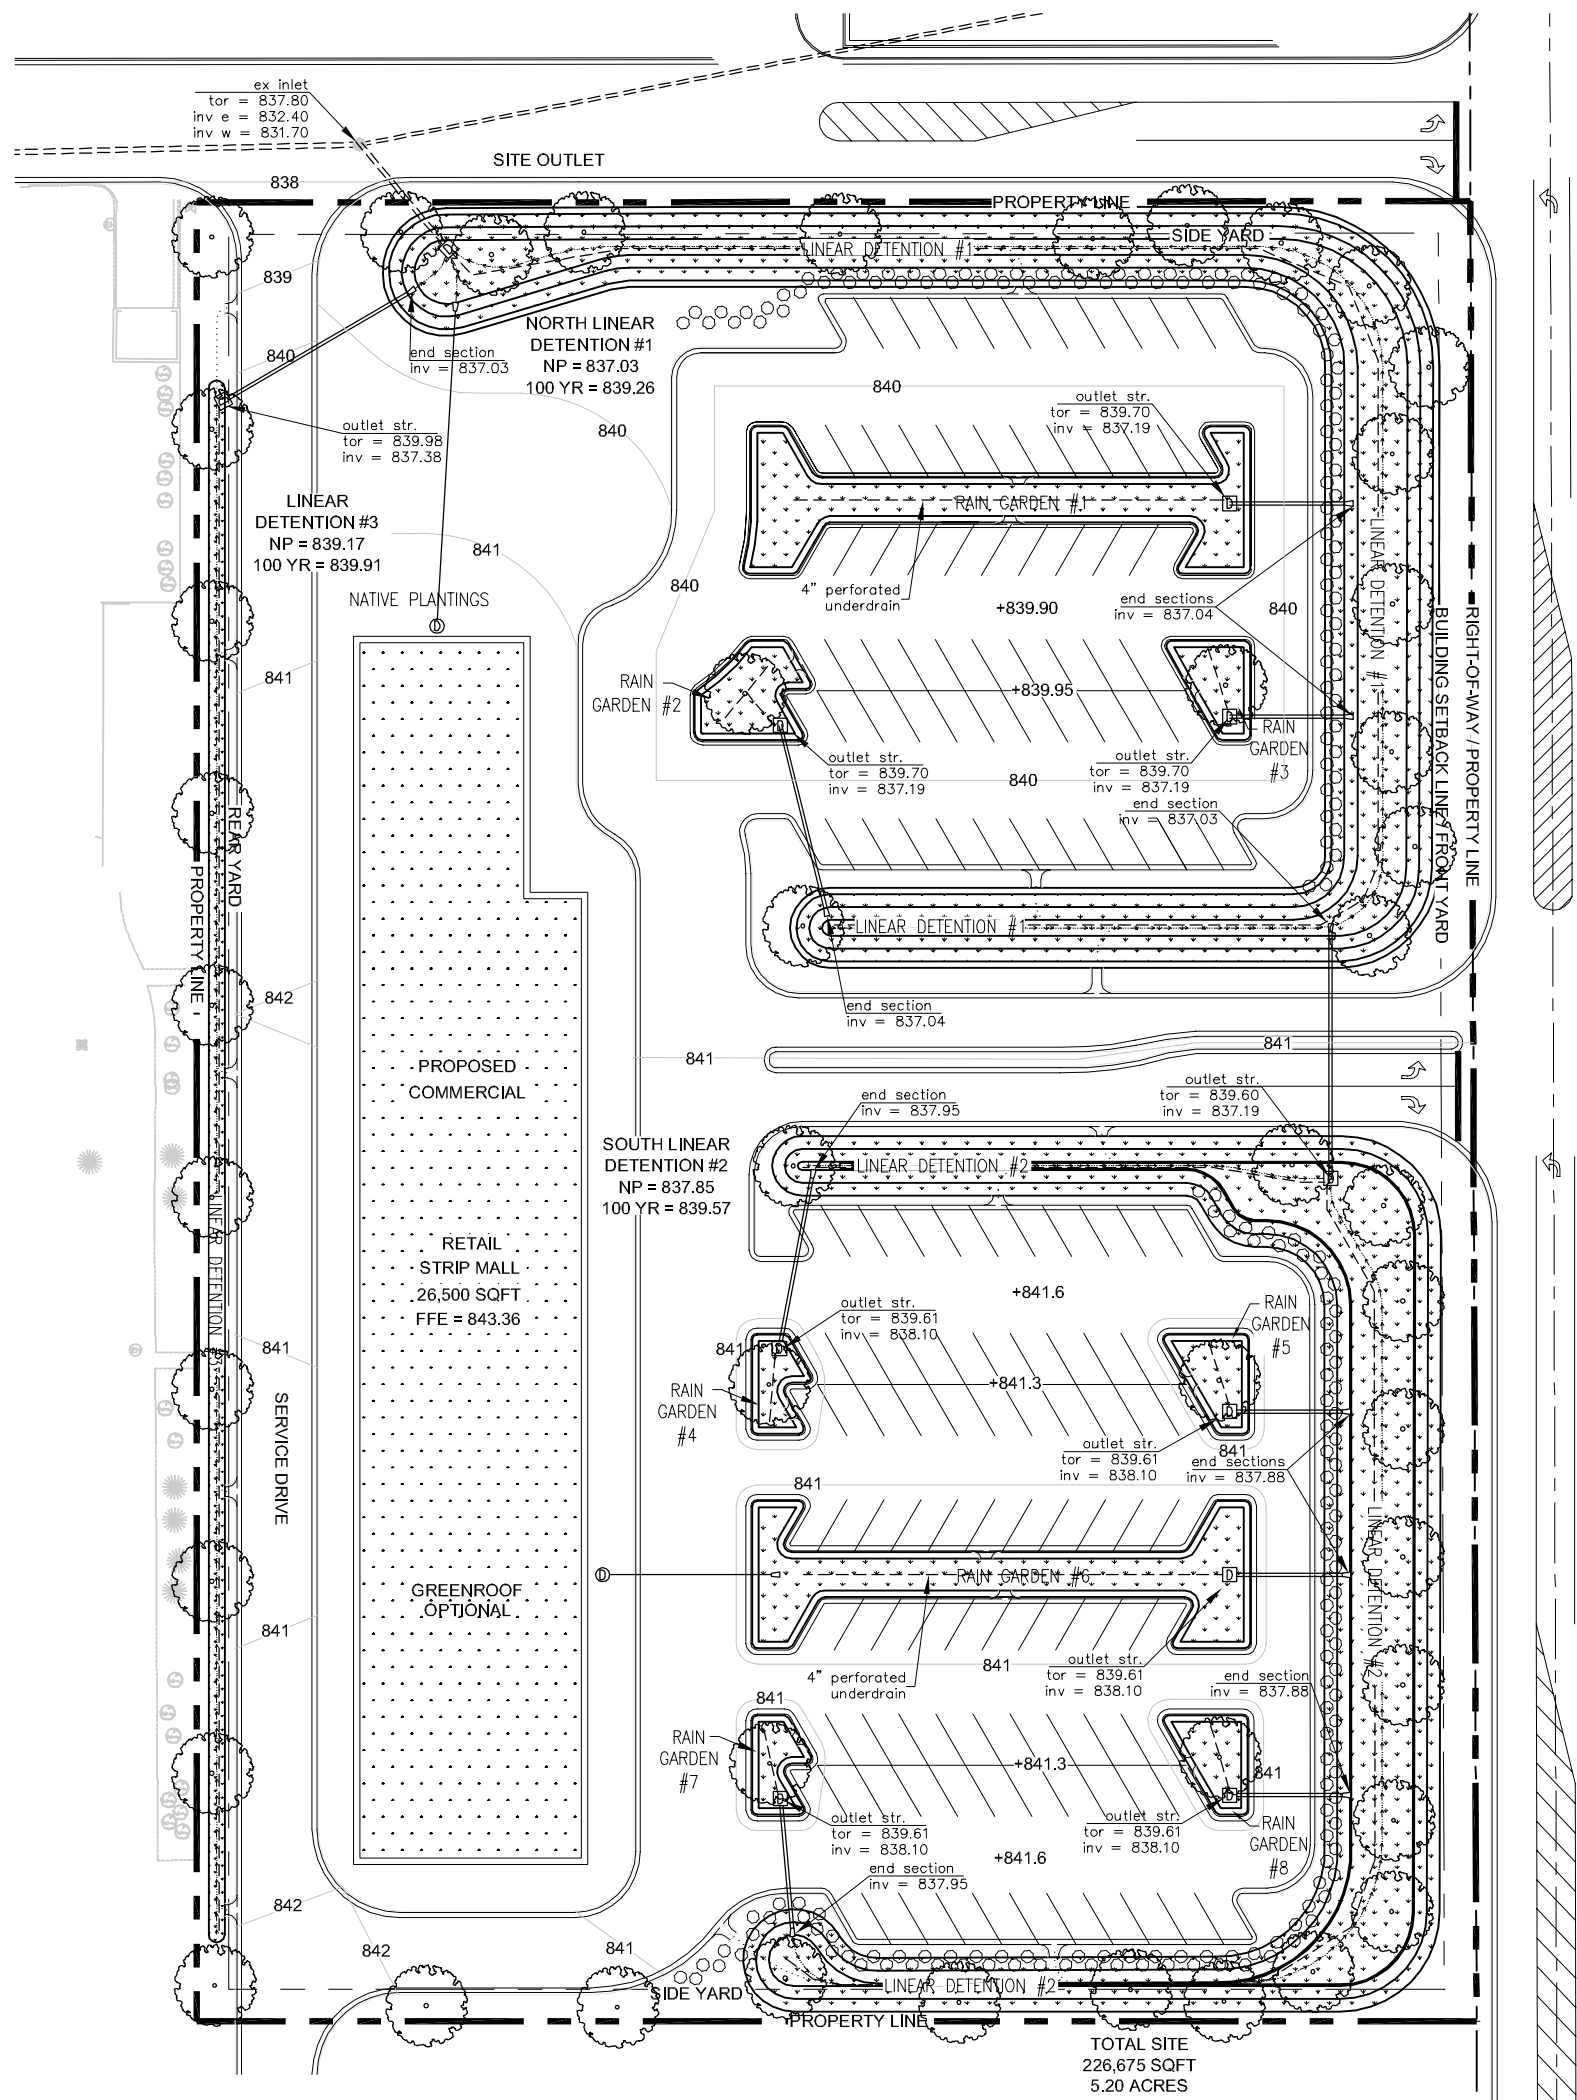 ex inlet
tor = 837.80
inv e = 832.40
inv w = 831.70
SITE OUTLET
838
PROPERTY LINE
SIDE YARD
LINEAR DETENTION #1
839
840
NORTH LINEAR
DETENTION #1
NP = 837.03
100 YR = 839.26
end section
inv = 837.03
outlet str.
tor = 839.98
inv = 837.38
840
840
outlet str.
tor = 839.70
inv = 837.19
LINEAR
DETENTION #3
NP = 839.17
100 YR = 839.91
RAIN GARDEN #1
LINEAR DETENTION #1
841
840
4" perforated
underdrain
NATIVE PLANTINGS
D
D
+839.90
end sections
inv = 837.04
840
BUILDING SETBACK LINE / FRONT YARD
RIGHT-OF-WAY / PROPERTY LINE
841
RAIN
GARDEN #2
+839.95
D
D
RAIN
GARDEN
#3
outlet str.
tor = 839.70
inv = 837.19
840
outlet str.
tor = 839.70
inv = 837.19
end section
inv = 837.03
REAR YARD
PROPERTY LINE
LINEAR DETENTION #1
842
end section
inv = 837.04
841
841
PROPOSED
COMMERCIAL
end section
inv = 837.95
outlet str.
tor = 839.60
inv = 837.19
SOUTH LINEAR
DETENTION #2
NP = 837.85
100 YR = 839.57
LINEAR DETENTION #2
D
LINEAR DETENTION #3
RETAIL
STRIP MALL
26,500 SQFT
FFE = 843.36
+841.6
outlet str.
tor = 839.61
inv = 838.10
RAIN
GARDEN
#5
841
841
D
+841.3
RAIN
GARDEN
#4
D
outlet str.
tor = 839.61
inv = 838.10
841
end sections
inv = 837.88
SERVICE DRIVE
841
LINEAR DETENTION #2
GREENROOF
OPTIONAL
D
RAIN GARDEN #6
D
841
4" perforated
underdrain
841
outlet str.
tor = 839.61
inv = 838.10
end section
inv = 837.88
841
RAIN
GARDEN
#7
+841.3
841
D
D
outlet str.
tor = 839.61
inv = 838.10
outlet str.
tor = 839.61
inv = 838.10
RAIN
GARDEN
#8
+841.6
end section
inv = 837.95
842
842
841
SIDE YARD
LINEAR DETENTION #2
PROPERTY LINE
TOTAL SITE
226,675 SQFT
5.20 ACRES